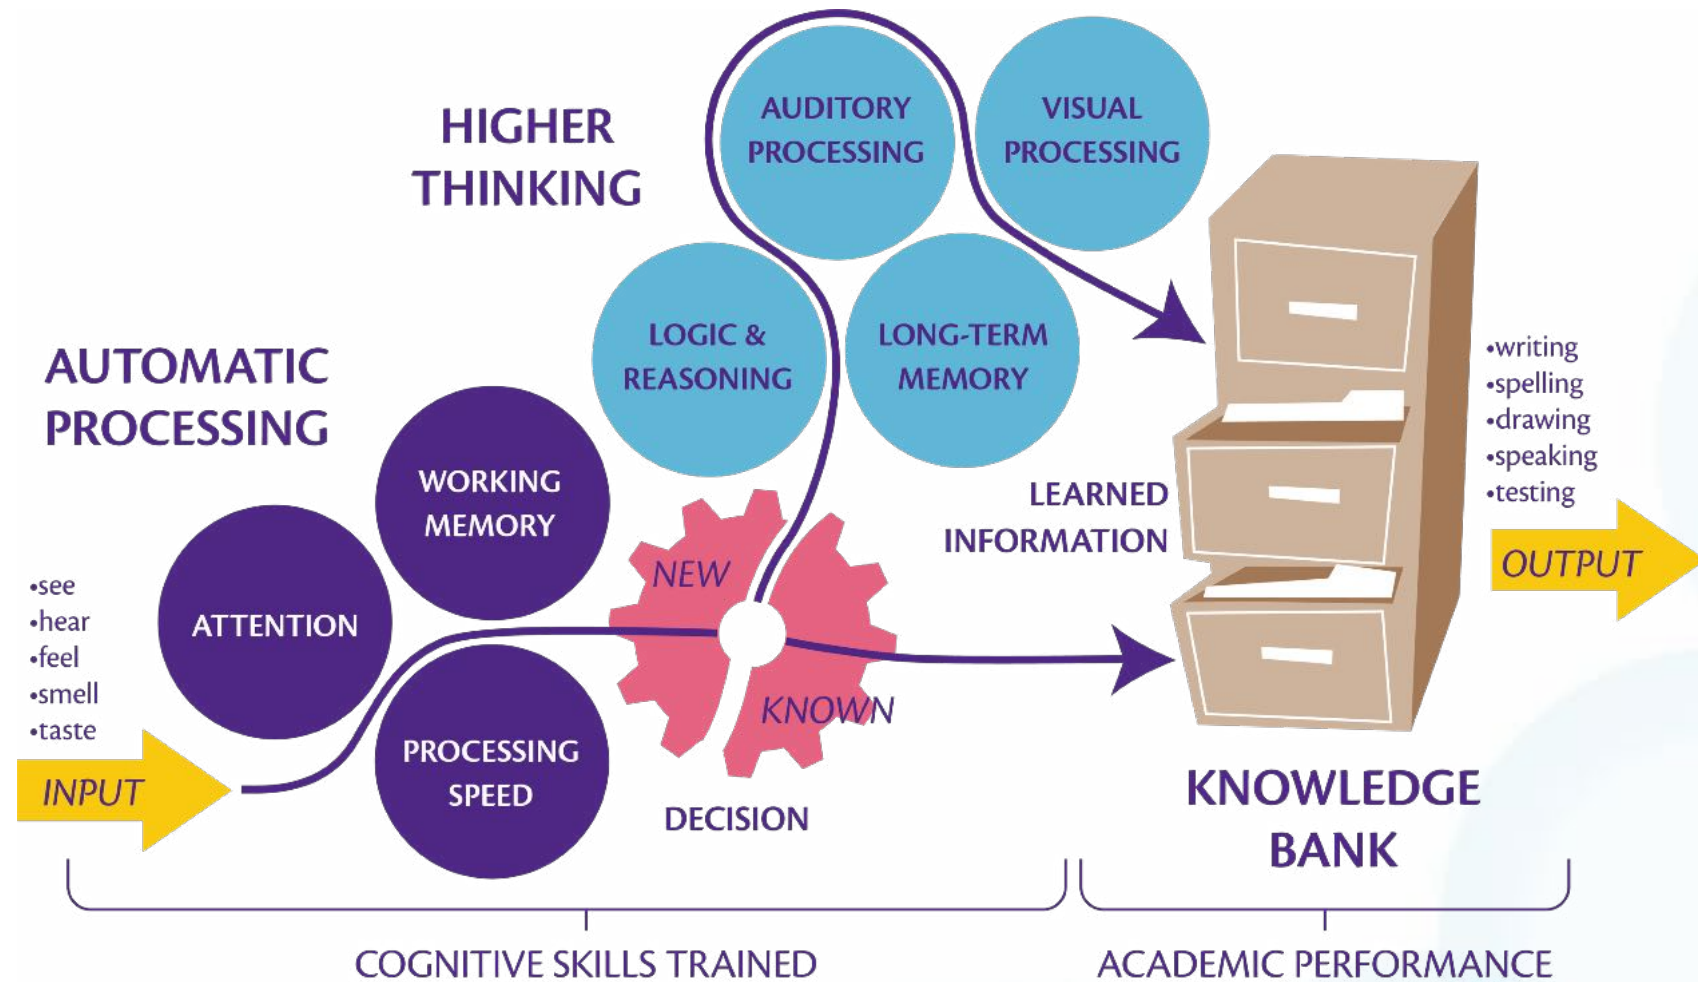 HIGHER
THINKING
AUDITORY
PROCESSING
VISUAL
PROCESSING
LOGIC &
REASONING
LONG-TERM
MEMORY
AUTOMATIC
PROCESSING
WORKING
MEMORY
ATTENTION
PROCESSING
SPEED
•see
•hear
•feel
•smell
•taste
INPUT
NEW
KNOWN
DECISION
LEARNED
INFORMATION
•writing
•spelling
•drawing
•speaking
•testing
OUTPUT
KNOWLEDGE
BANK
COGNITIVE SKILLS TRAINED
ACADEMIC PERFORMANCE